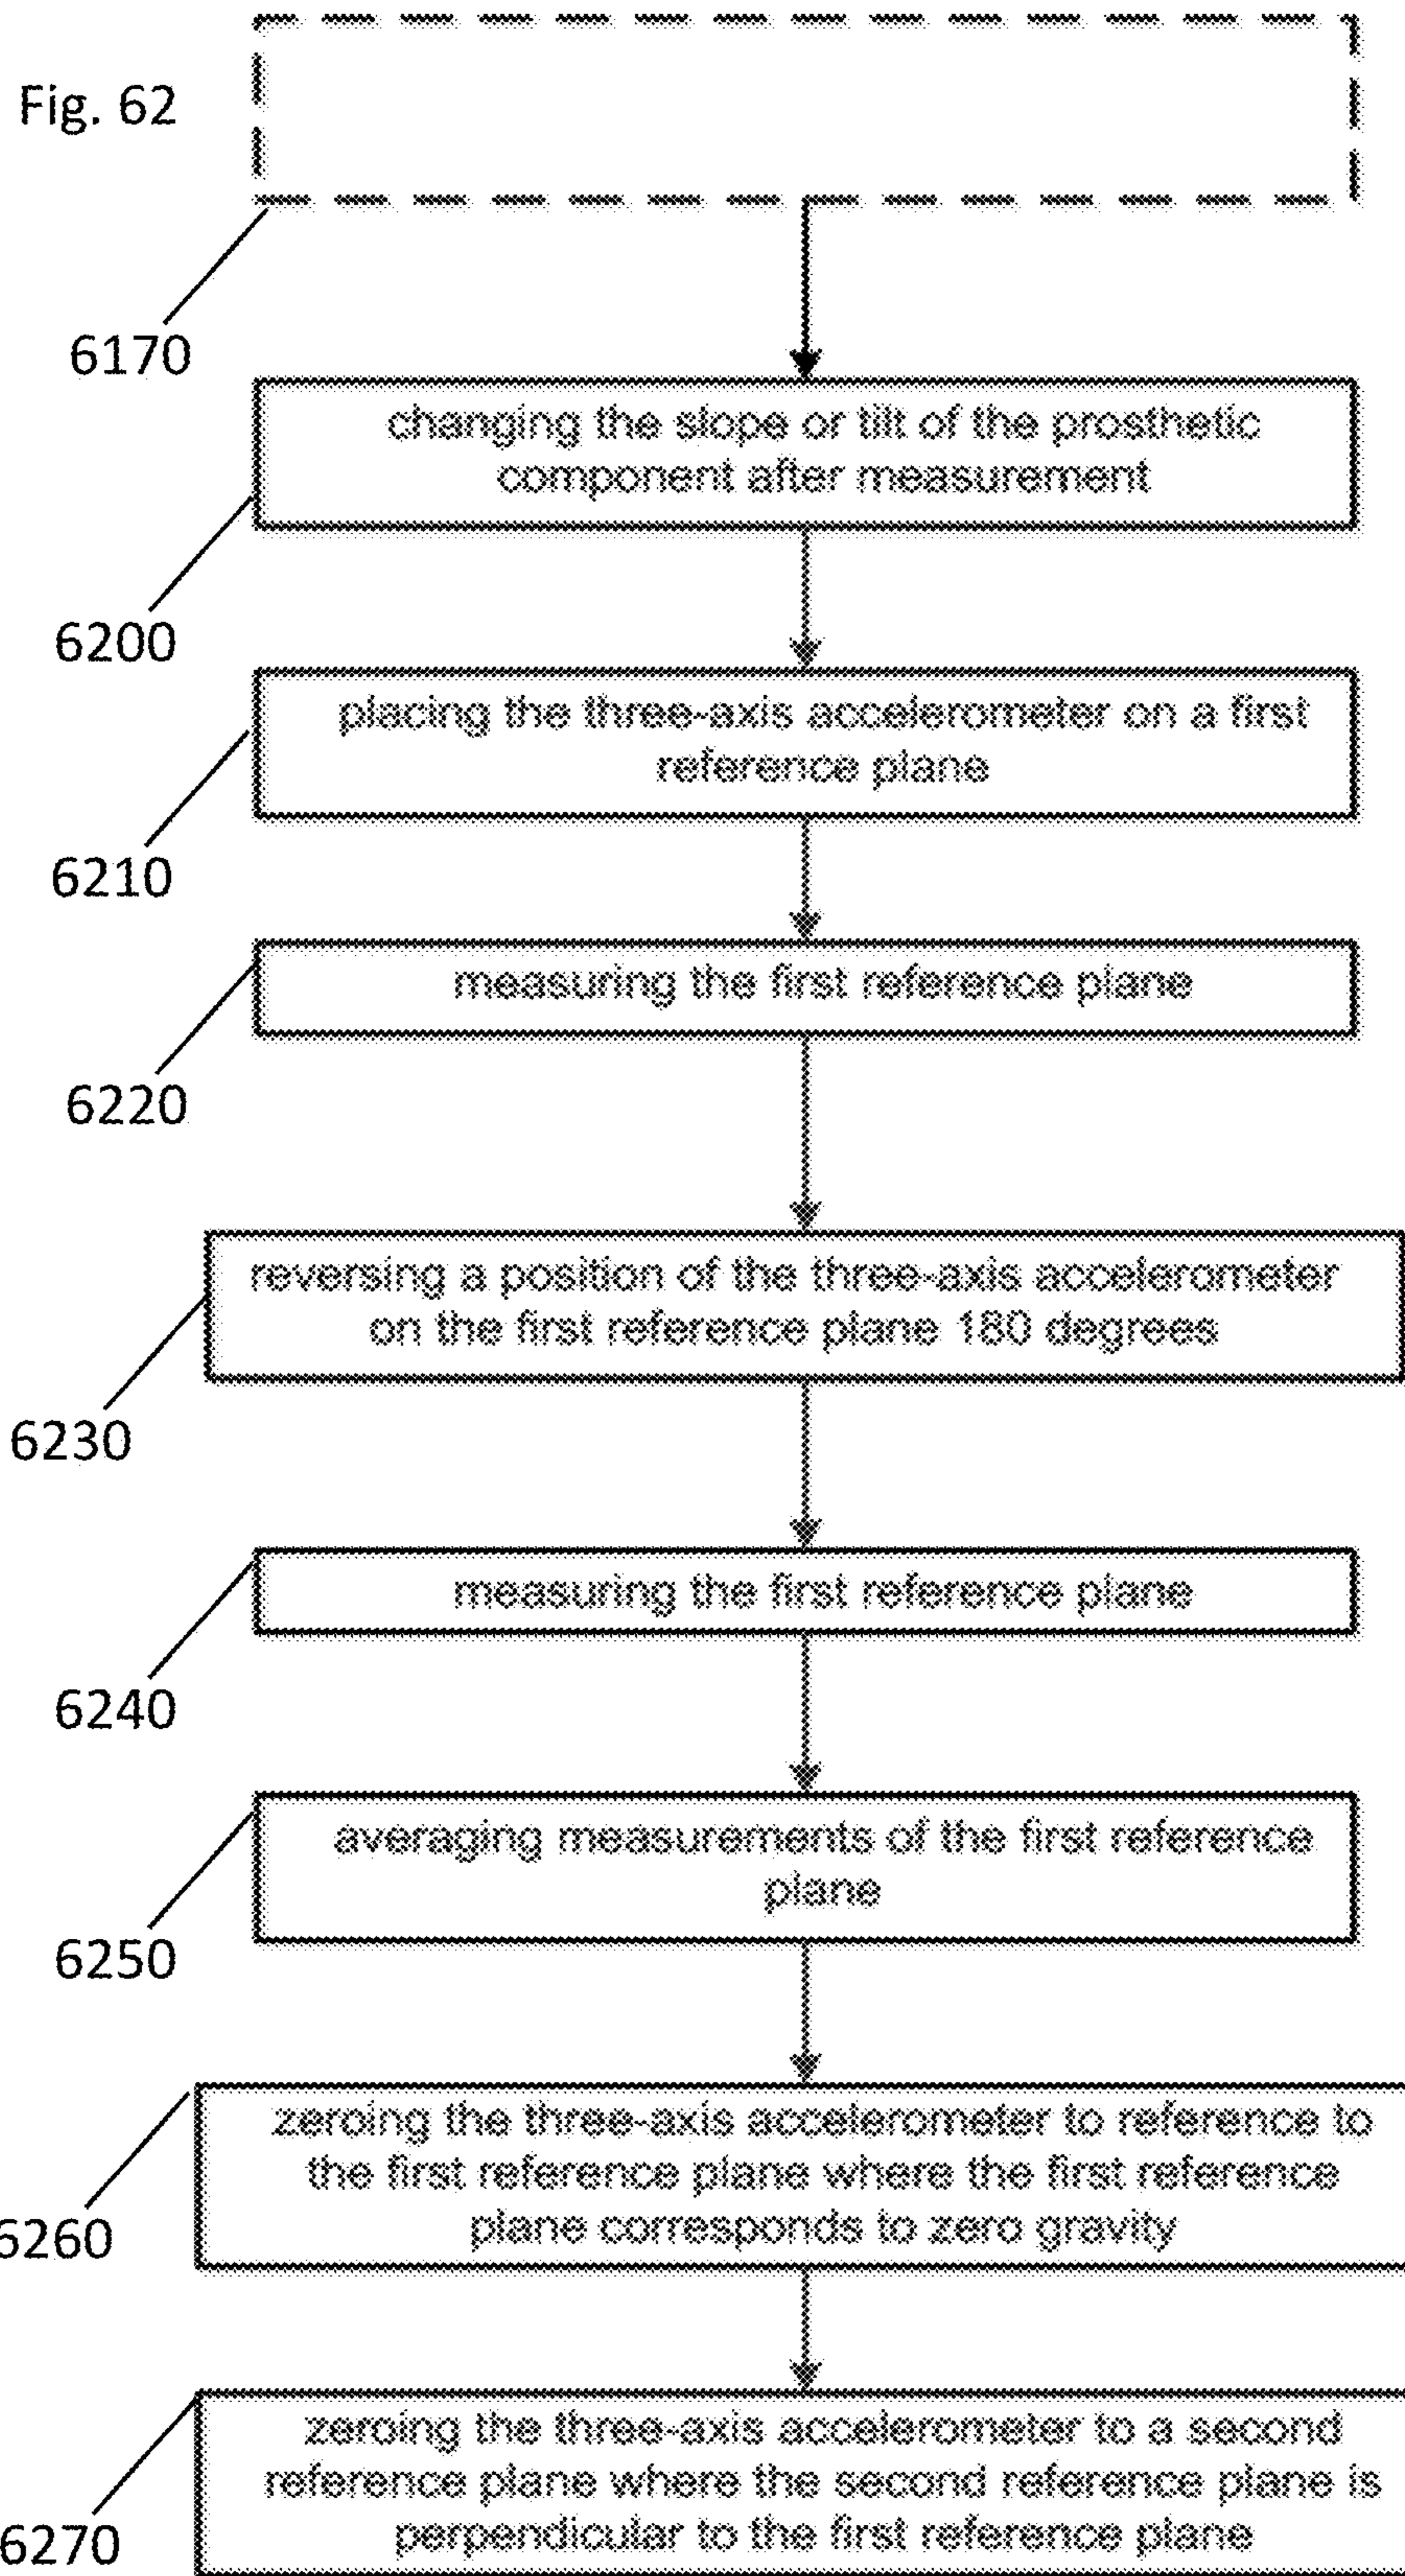 Fig. 62
6170
changing the slope or tilt of the prosthetic
component after measurement
6200
placing the three-axis accelerometer on a first
reference plane
6210
measuring the first reference plane
6220
reversing a position of the three-axis accelerometer
on the first reference plane 180 degrees
6230
measuring the first reference plane
6240
averaging measurements of the first reference
plane
6250
zeroing the three-axis accelerometer to reference to
the first reference plane where the first reference
plane corresponds to zero gravity
6260
zeroing the three-axis accelerometer to a second
reference plane where the second reference plane is
perpendicular to the first reference plane
6270